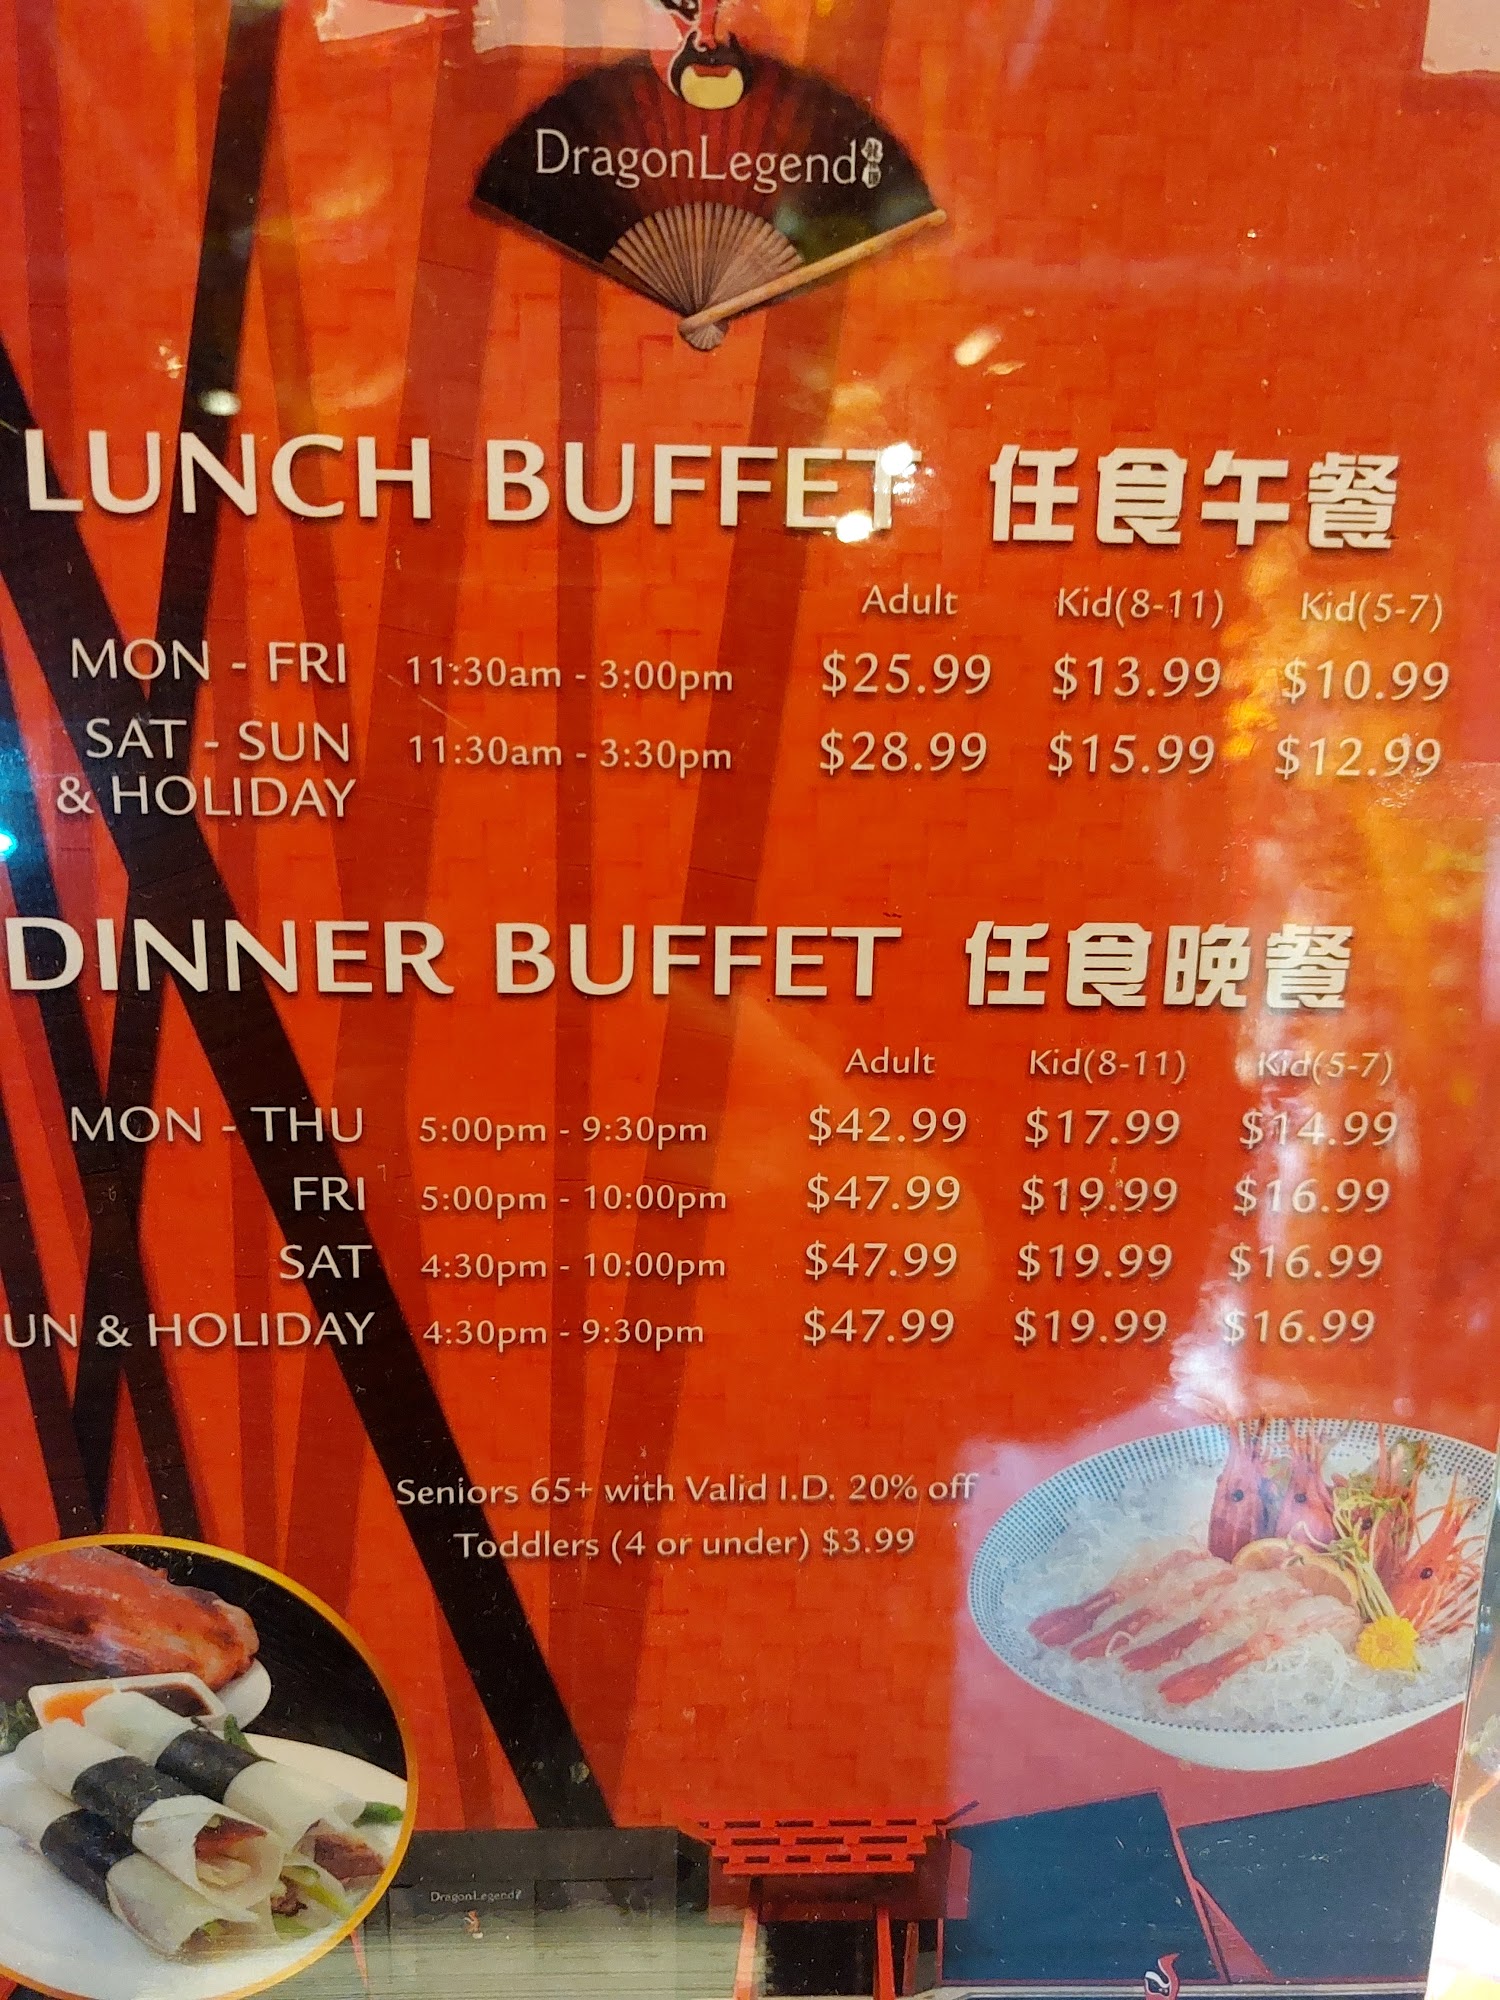 DragonLegend
LUNCH BUFFET 任食午餐
Adult Kid(8-11) Kid(5-7)
MON - FRI 11:30am - 3:00pm $25.99 $13.99 $10.99
SAT - SUN 11:30am - 3:30pm $28.99 $15.99 $12.99
& HOLIDAY
DINNER BUFFET 任食晚餐
Adult Kid(8-11) Kid(5-7)
MON - THU 5:00pm - 9:30pm $42.99 $17.99 $14.99
FRI 5:00pm - 10:00pm $47.99 $19.99 $16.99
SAT 4:30pm - 10:00pm $47.99 $19.99 $16.99
UN & HOLIDAY 4:30pm - 9:30pm $47.99 $19.99 $16.99
Seniors 65+ with Valid I.D. 20% off
Toddlers (4 or under) $3.99
DragonLegend